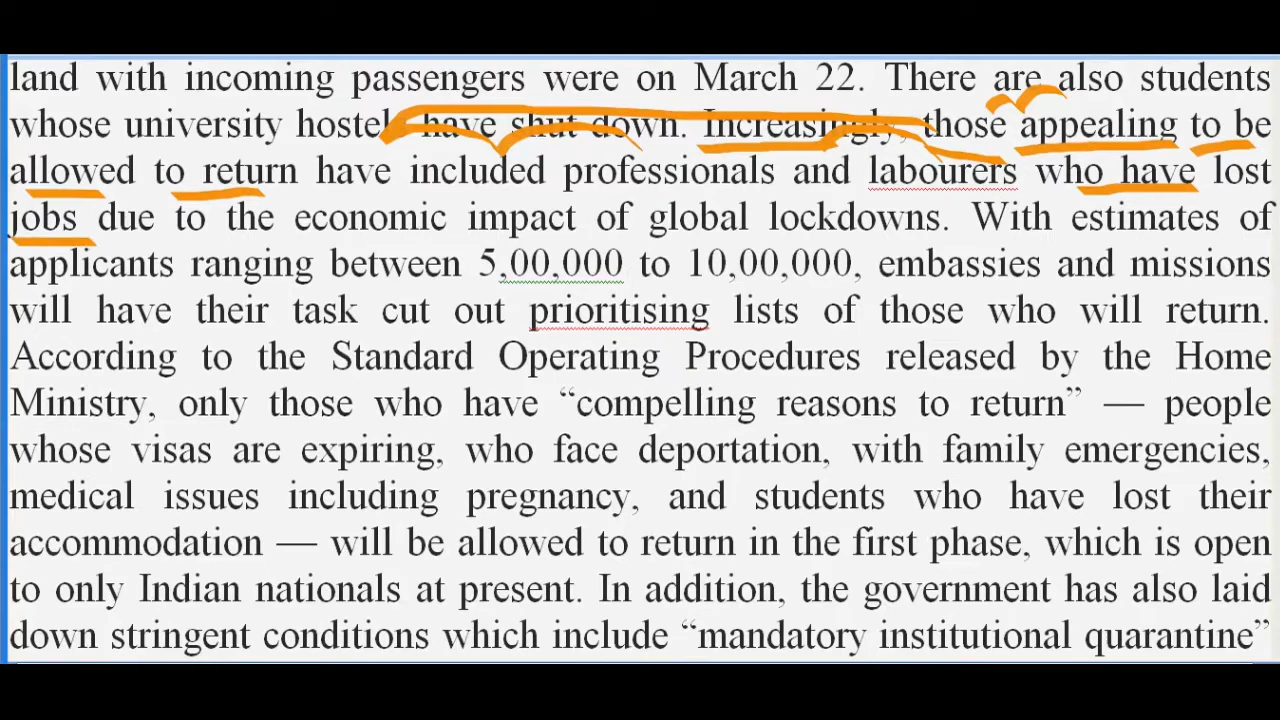 land with incoming passengers were on March 22. There are also students
whose university hostels have shut down. Increasingly, those appealing to be
allowed to return have included professionals and labourers who have lost
jobs due to the economic impact of global lockdowns. With estimates of
applicants ranging between 5,00,000 to 10,00,000, embassies and missions
will have their task cut out prioritising lists of those who will return.
According to the Standard Operating Procedures released by the Home
Ministry, only those who have “compelling reasons to return” — people
whose visas are expiring, who face deportation, with family emergencies,
medical issues including pregnancy, and students who have lost their
accommodation — will be allowed to return in the first phase, which is open
to only Indian nationals at present. In addition, the government has also laid
down stringent conditions which include “mandatory institutional quarantine”